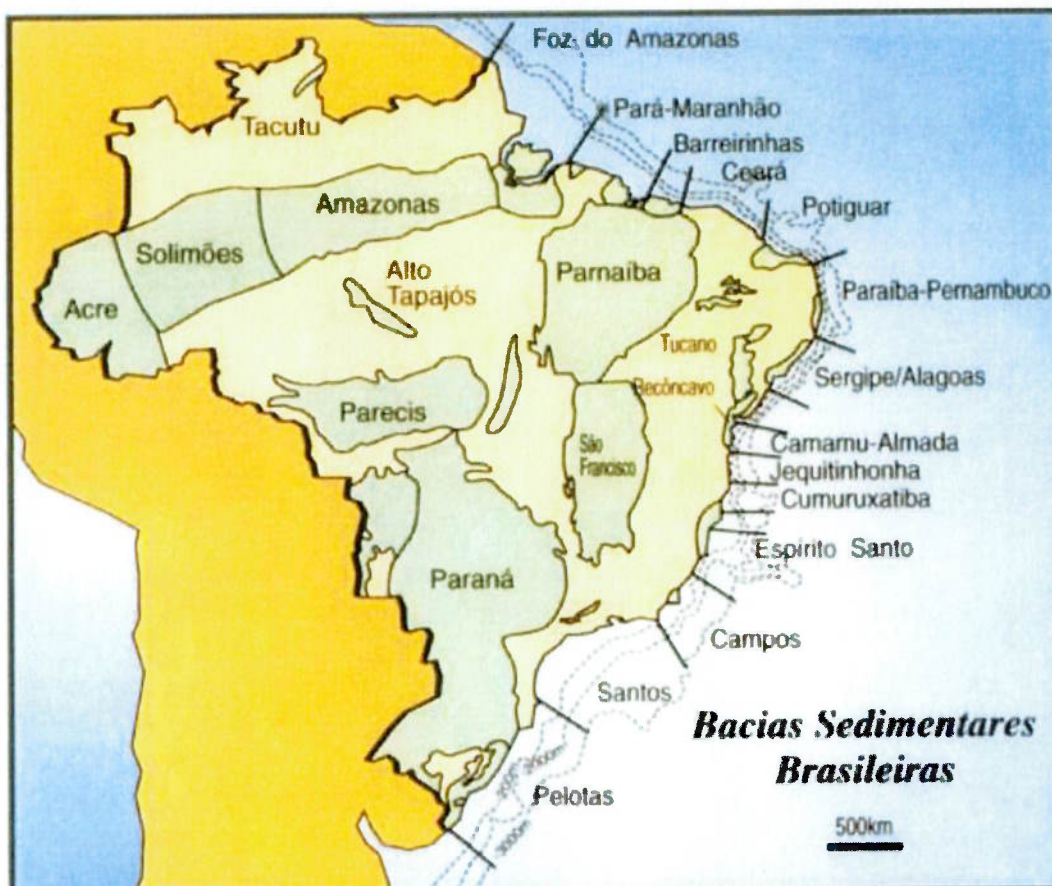 Foz do Amazonas
Pará-Maranhão
Tacutu
Barreirinhas
Ceará
Amazonas
Potiguar
Solimões
Alto
Tapajós
Parnaíba
Acre
Paraíba-Pernambuco
Tucano
Sergipe/Alagoas
Recôncavo
Parecis
São
Francisco
Camamu-Almada
Jequitinhonha
Cumuruxatiba
Espírito Santo
Paraná
Campos
Santos
Bacias Sedimentares
Brasileiras
Pelotas
3000m
500km